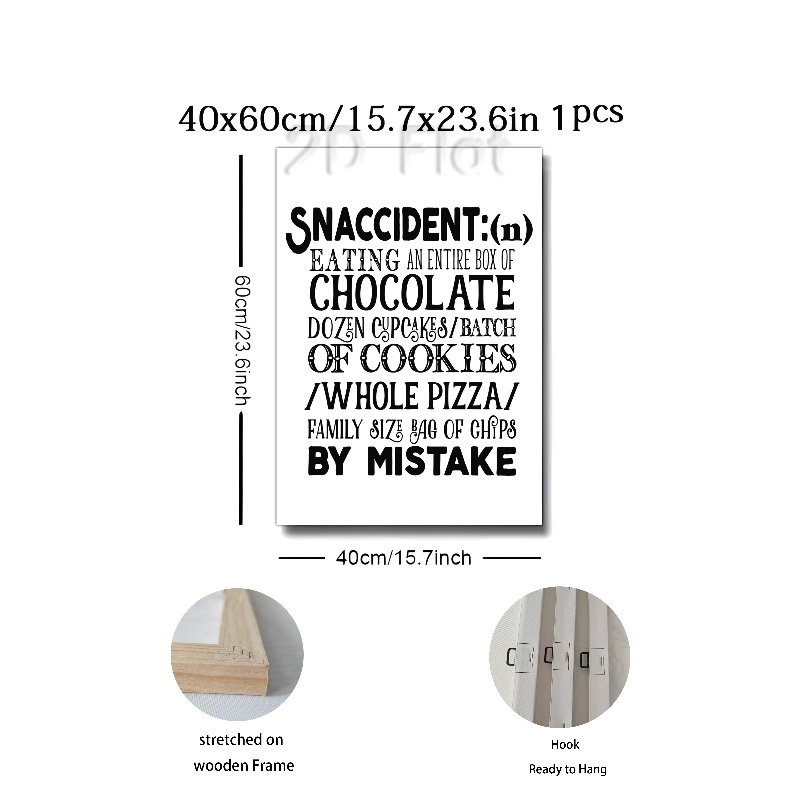 40x60cm/15.7x23.6in 1pcs
2D Flat
60cm/23.6inch
SNACCIDENT:(n)
EATING AN ENTIRE BOX OF
CHOCOLATE
DOZEN CUPCAKES/BATCH
OF COOKIES
/WHOLE PIZZA/
FAMILY SIZE BAG OF CHIPS
BY MISTAKE
40cm/15.7inch
stretched on
wooden Frame
Hook
Ready to Hang